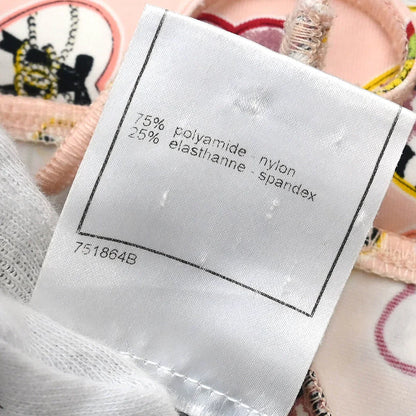 75% polyamide - nylon
25% elasthanne - spandex
751864B